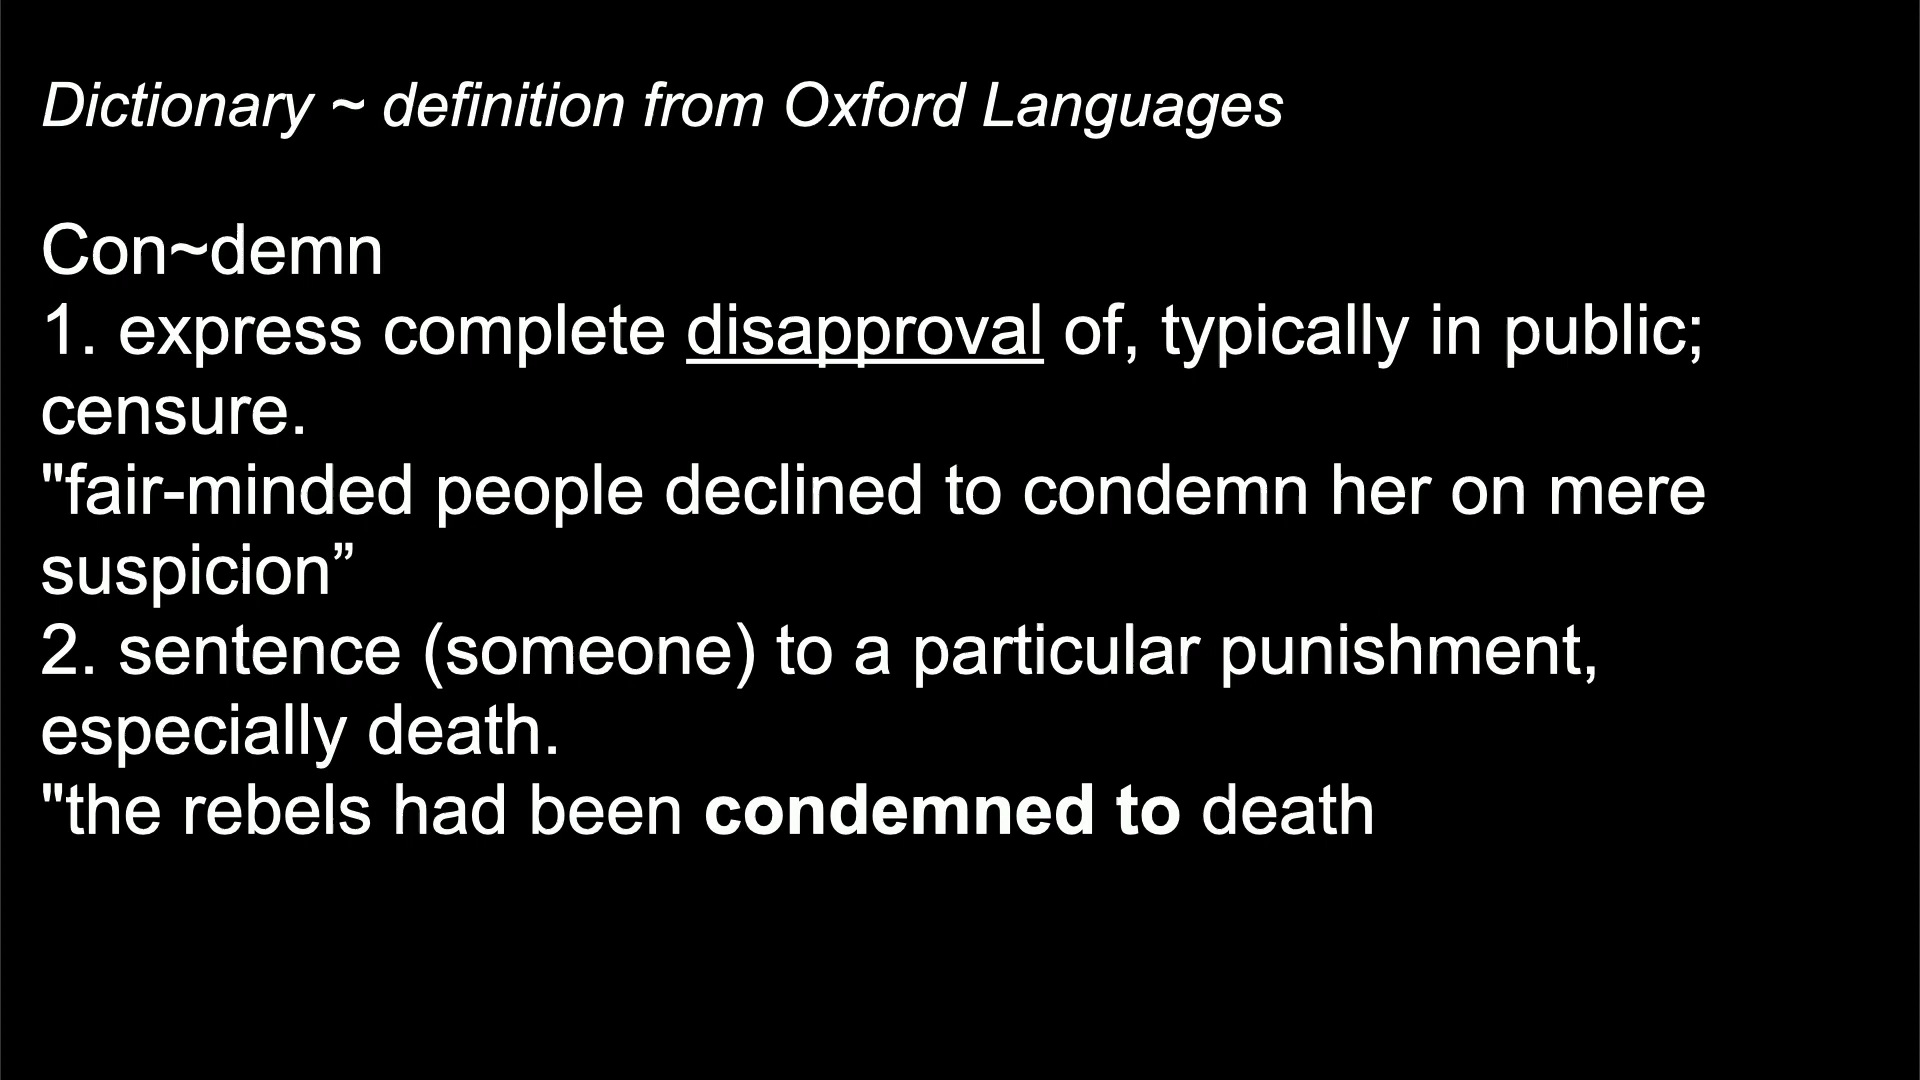 Dictionary ~ definition from Oxford Languages
Con~demn
1. express complete disapproval of, typically in public;
censure.
"fair-minded people declined to condemn her on mere
suspicion”
2. sentence (someone) to a particular punishment,
especially death.
"the rebels had been condemned to death